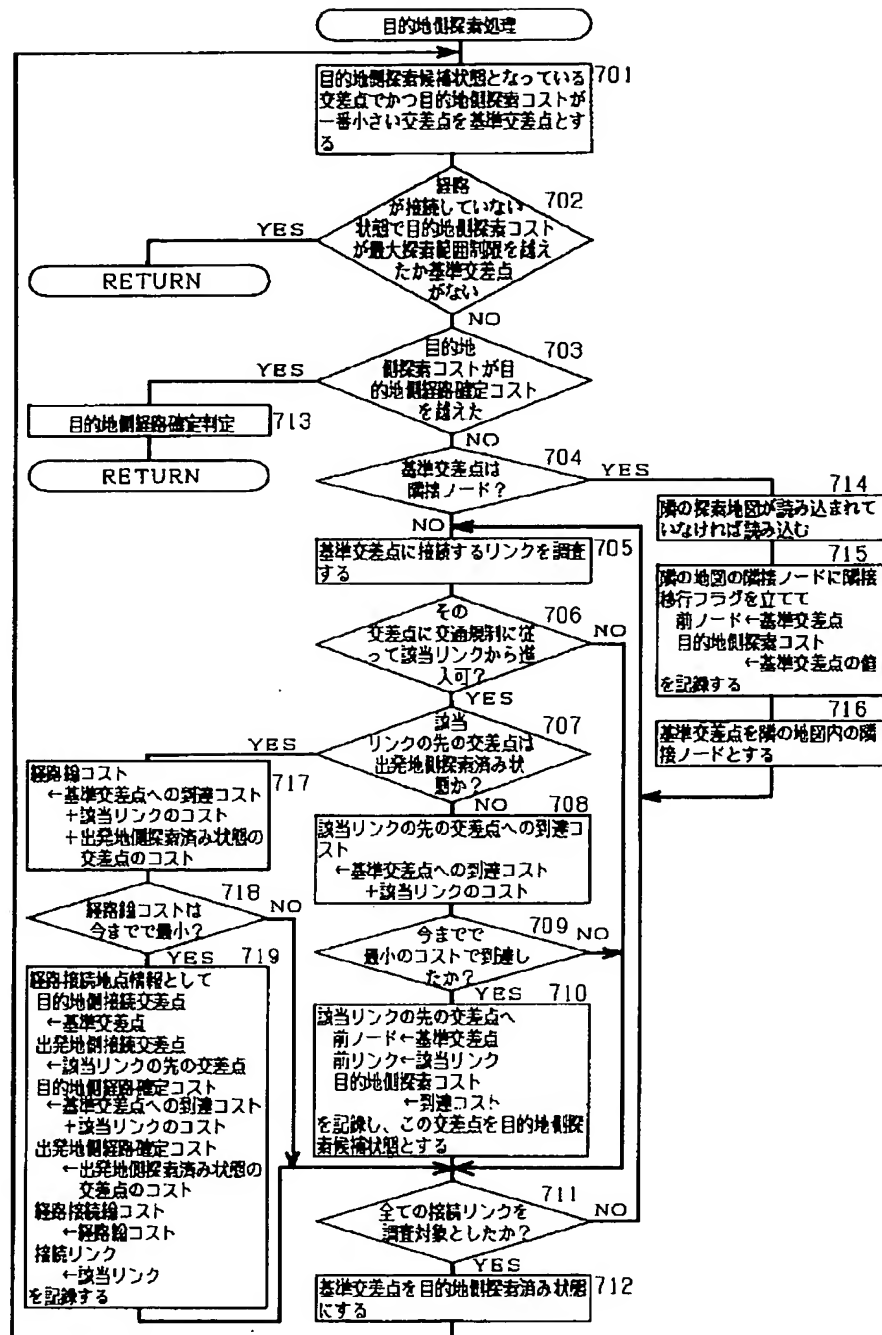 目的地側探索処理
目的地側探索候補状態となっている
交差点でかつ目的地側探索コストが
一番小さい交差点を基準交差点とす
る
701
経路
が接続していない
状態で目的地側探索コスト
が最大探索範囲制限を越え
たか基準交差点
がない
702
YES
RETURN
NO
目的地
側探索コストが目
的地側経路確定コスト
を越えた
703
YES
目的地側経路確定判定
713
RETURN
NO
基準交差点は
隣接ノード?
704
YES
714
隣の探索地図が読み込まれて
いなければ読み込む
715
隣の地図の隣接ノードに隣接
移行フラグを立てて
前ノード←基準交差点
目的地側探索コスト
←基準交差点の値
を記録する
716
基準交差点を隣の地図内の隣
接ノードとする
NO
基準交差点に接続するリンクを調査
する
705
その
交差点に交通規制に従
って該当リンクから進
入可?
706
NO
YES
該当
リンクの先の交差点は
出発地側探索済み状
態か?
707
YES
経路総コスト
←基準交差点への到達コスト
+該当リンクのコスト
+出発地側探索済み状態の
交差点のコスト
717
NO
708
該当リンクの先の交差点への到達コ
スト
←基準交差点への到達コスト
+該当リンクのコスト
718
経路総コストは
今までで最小?
NO
YES
719
経路接続地点情報として
目的地側接続交差点
←基準交差点
出発地側接続交差点
←該当リンクの先の交差点
目的地側経路確定コスト
←基準交差点への到達コスト
+該当リンクのコスト
出発地側経路確定コスト
←出発地側探索済み状態の
交差点のコスト
経路接続総コスト
←経路総コスト
接続リンク
←該当リンク
を記録する
709
今までで
最小のコストで到達し
たか?
NO
YES
710
該当リンクの先の交差点へ
前ノード←基準交差点
前リンク←該当リンク
目的地側探索コスト
←到達コスト
を記録し、この交差点を目的地側探
索候補状態とする
711
全ての接続リンクを
調査対象としたか?
NO
YES
基準交差点を目的地側探索済み状態
にする
712